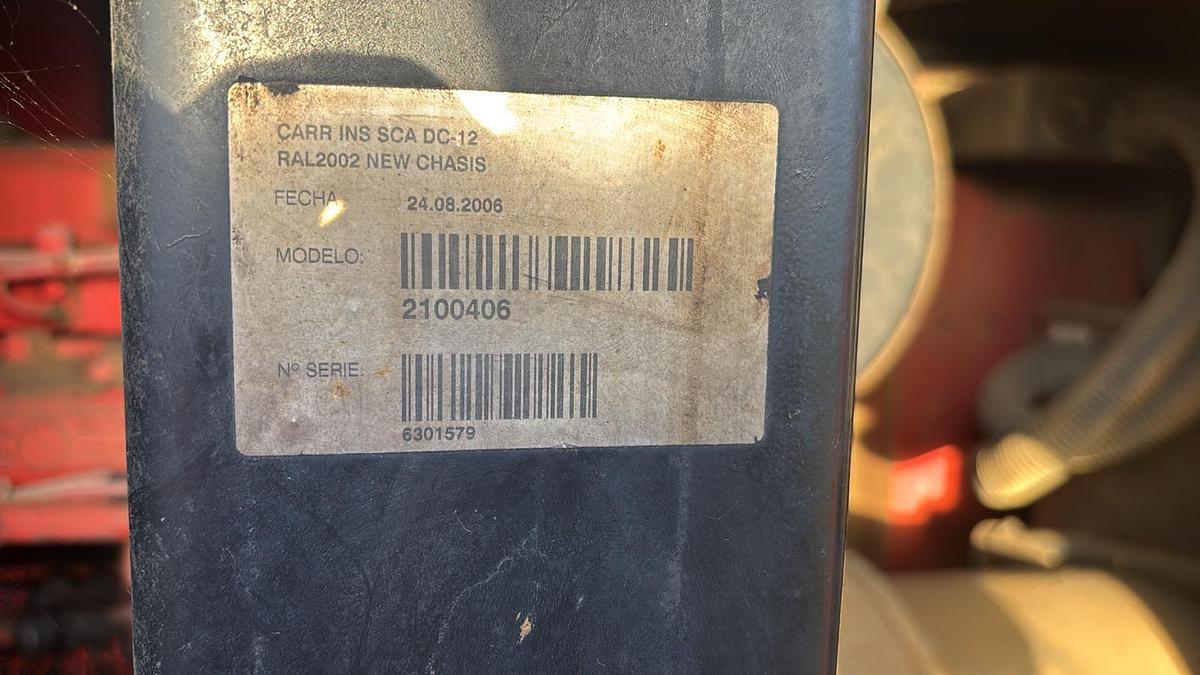 CARR INS SCA DC-12
RAL2002 NEW CHASIS
FECHA 24.08.2006
MODELO:
2100406
Nº SERIE:
6301579